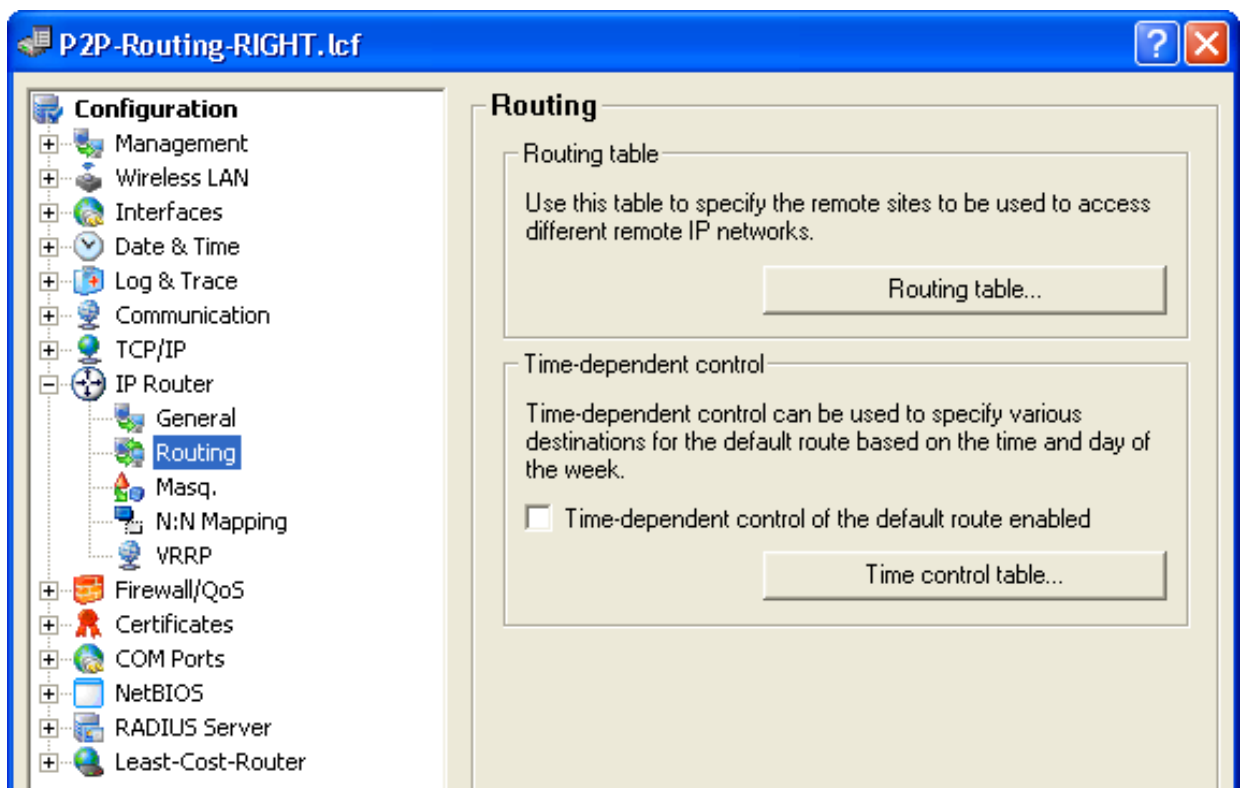 P2P-Routing-RIGHT.lcf
Configuration
Management
Wireless LAN
Interfaces
Date & Time
Log & Trace
Communication
TCP/IP
IP Router
General
Routing
Masq.
N:N Mapping
VRRP
Firewall/QoS
Certificates
COM Ports
NetBIOS
RADIUS Server
Least-Cost-Router
Routing
Routing table
Use this table to specify the remote sites to be used to access
different remote IP networks.
Routing table...
Time-dependent control
Time-dependent control can be used to specify various
destinations for the default route based on the time and day of
the week.
Time-dependent control of the default route enabled
Time control table...